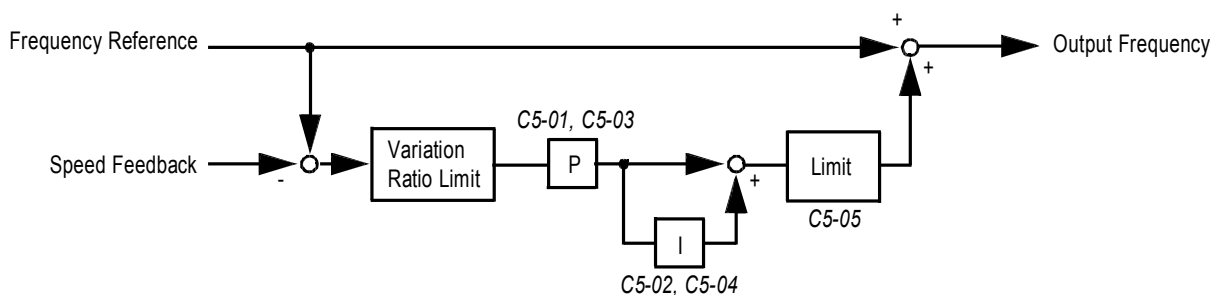 Frequency Reference
+
+
Output Frequency
C5-01, C5-03
Speed Feedback
-
Variation
Ratio Limit
P
+
Limit
C5-05
I
C5-02, C5-04